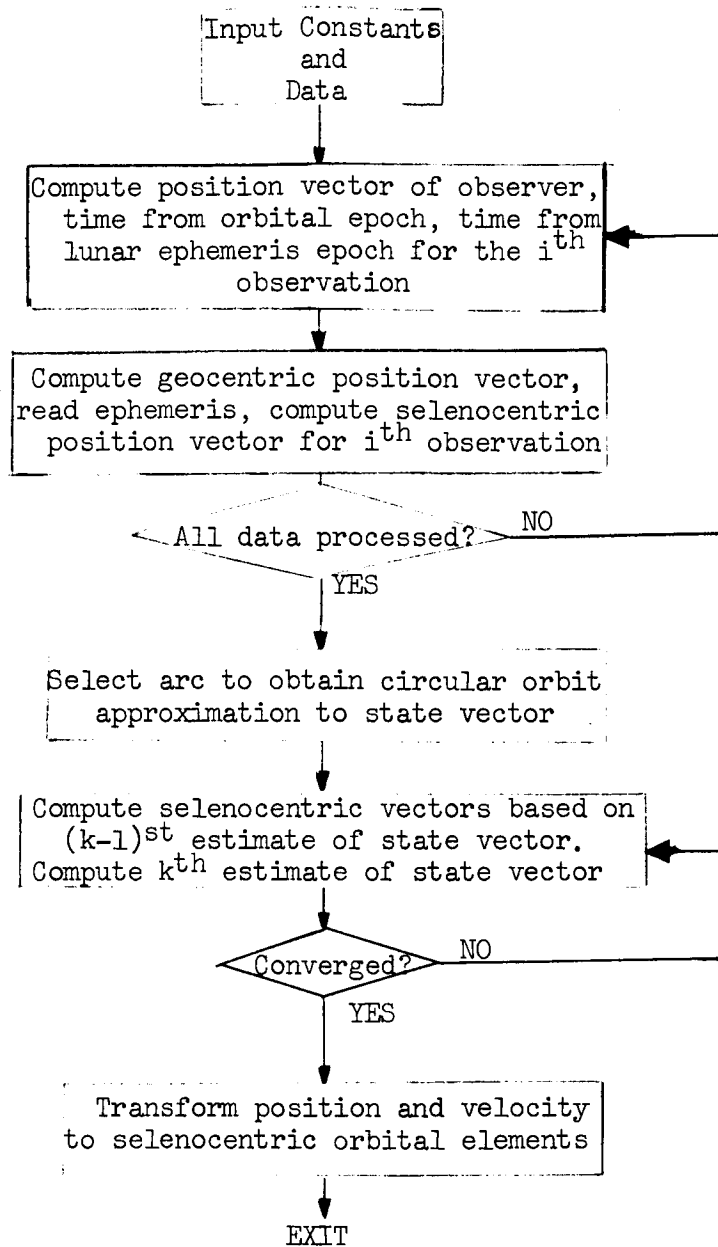 Input Constants
and
Data
Compute position vector of observer,
time from orbital epoch, time from
lunar ephemeris epoch for the i^th
observation
Compute geocentric position vector,
read ephemeris, compute selenocentric
position vector for i^th observation
All data processed?
NO
YES
Select arc to obtain circular orbit
approximation to state vector
Compute selenocentric vectors based on
(k-1)^st estimate of state vector.
Compute k^th estimate of state vector
Converged?
NO
YES
Transform position and velocity
to selenocentric orbital elements
EXIT